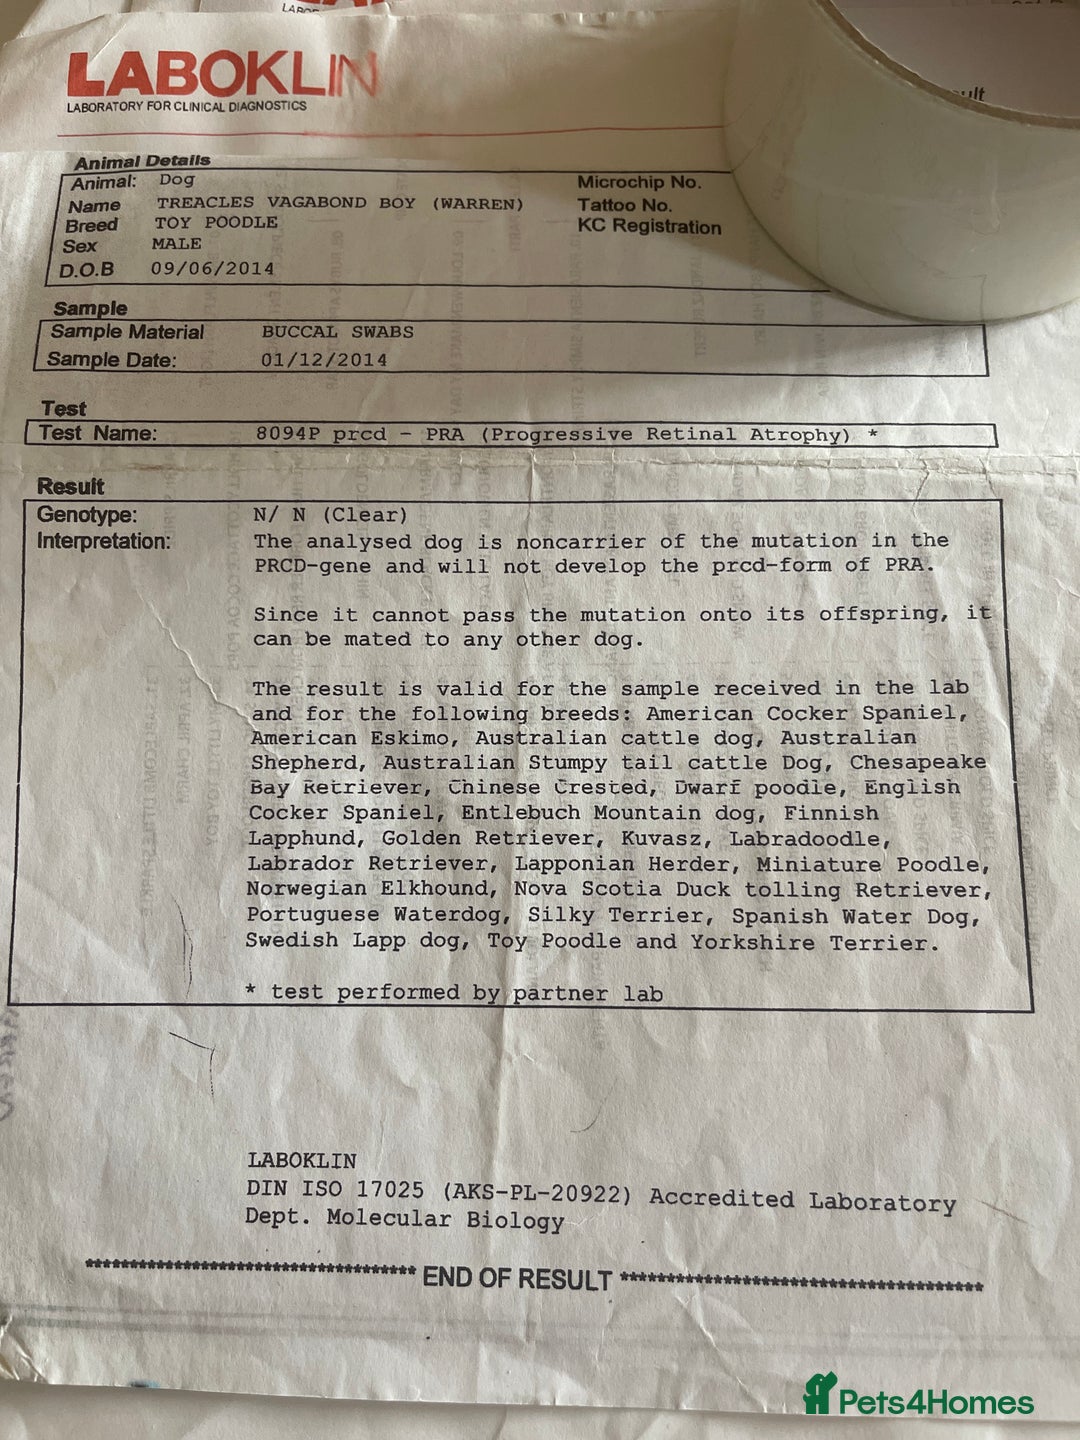 LABOKLIN
LABORATORY FOR CLINICAL DIAGNOSTICS
ult
Animal Details
Animal: Dog Microchip No.
Name TREACLES VAGABOND BOY (WARREN) Tattoo No.
Breed TOY POODLE KC Registration
Sex MALE
D.O.B 09/06/2014
Sample
Sample Material BUCCAL SWABS
Sample Date: 01/12/2014
Test
Test Name: 8094P prcd - PRA (Progressive Retinal Atrophy) *
Result
Genotype: N/ N (Clear)
Interpretation: The analysed dog is noncarrier of the mutation in the
PRCD-gene and will not develop the prcd-form of PRA.
Since it cannot pass the mutation onto its offspring, it
can be mated to any other dog.
The result is valid for the sample received in the lab
and for the following breeds: American Cocker Spaniel,
American Eskimo, Australian cattle dog, Australian
Shepherd, Australian Stumpy tail cattle Dog, Chesapeake
Bay Retriever, Chinese Crested, Dwarf poodle, English
Cocker Spaniel, Entlebuch Mountain dog, Finnish
Lapphund, Golden Retriever, Kuvasz, Labradoodle,
Labrador Retriever, Lapponian Herder, Miniature Poodle,
Norwegian Elkhound, Nova Scotia Duck tolling Retriever,
Portuguese Waterdog, Silky Terrier, Spanish Water Dog,
Swedish Lapp dog, Toy Poodle and Yorkshire Terrier.
* test performed by partner lab
LABOKLIN
DIN ISO 17025 (AKS-PL-20922) Accredited Laboratory
Dept. Molecular Biology
************************************ END OF RESULT ****************************************
Pets4Homes